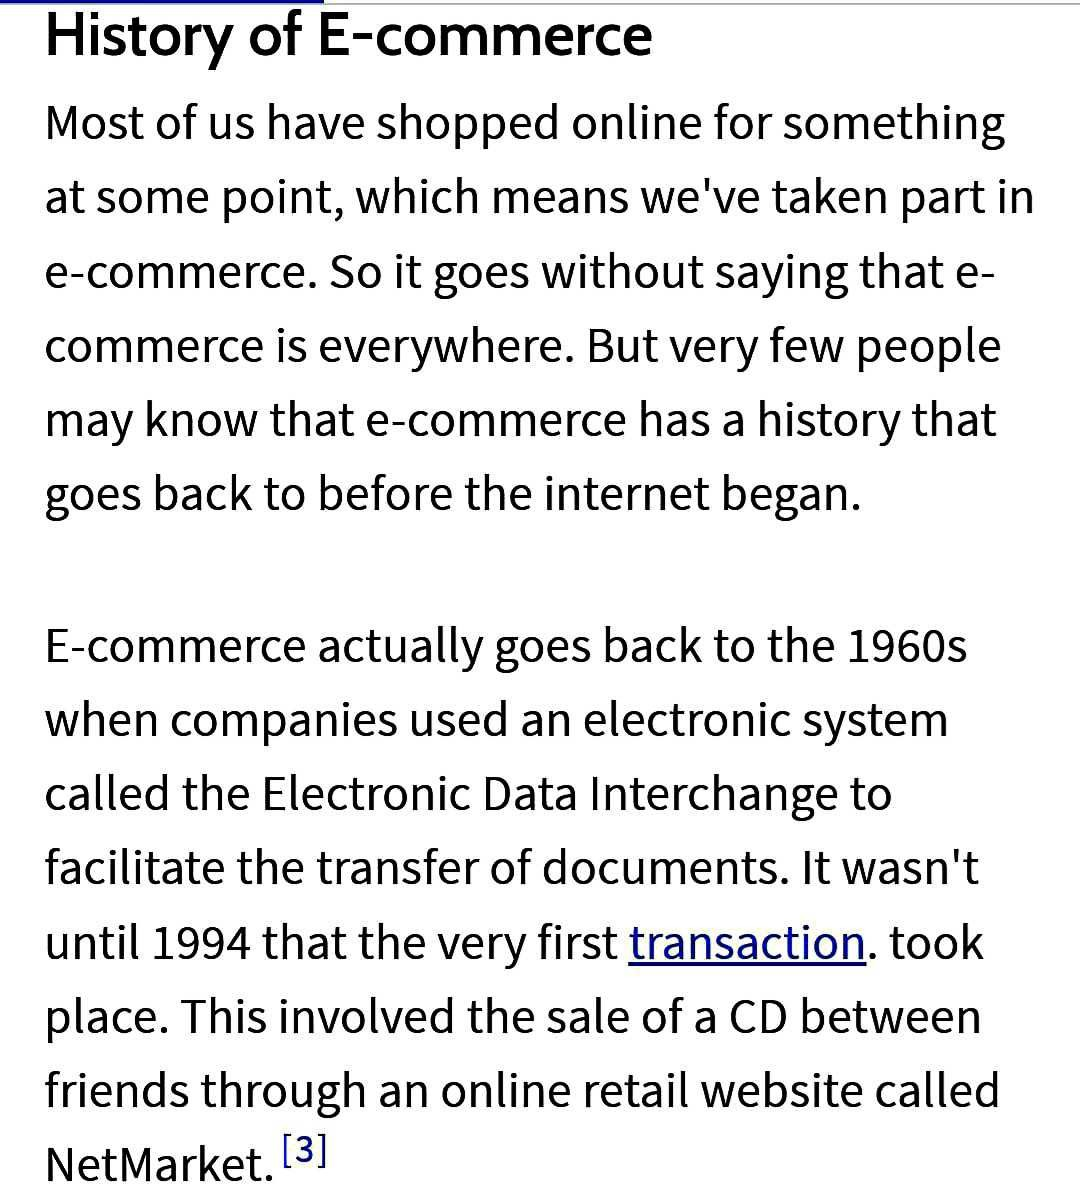 History of E-commerce
Most of us have shopped online for something
at some point, which means we've taken part in
e-commerce. So it goes without saying that e-
commerce is everywhere. But very few people
may know that e-commerce has a history that
goes back to before the internet began.
E-commerce actually goes back to the 1960s
when companies used an electronic system
called the Electronic Data Interchange to
facilitate the transfer of documents. It wasn't
until 1994 that the very first transaction. took
place. This involved the sale of a CD between
friends through an online retail website called
NetMarket. [3]